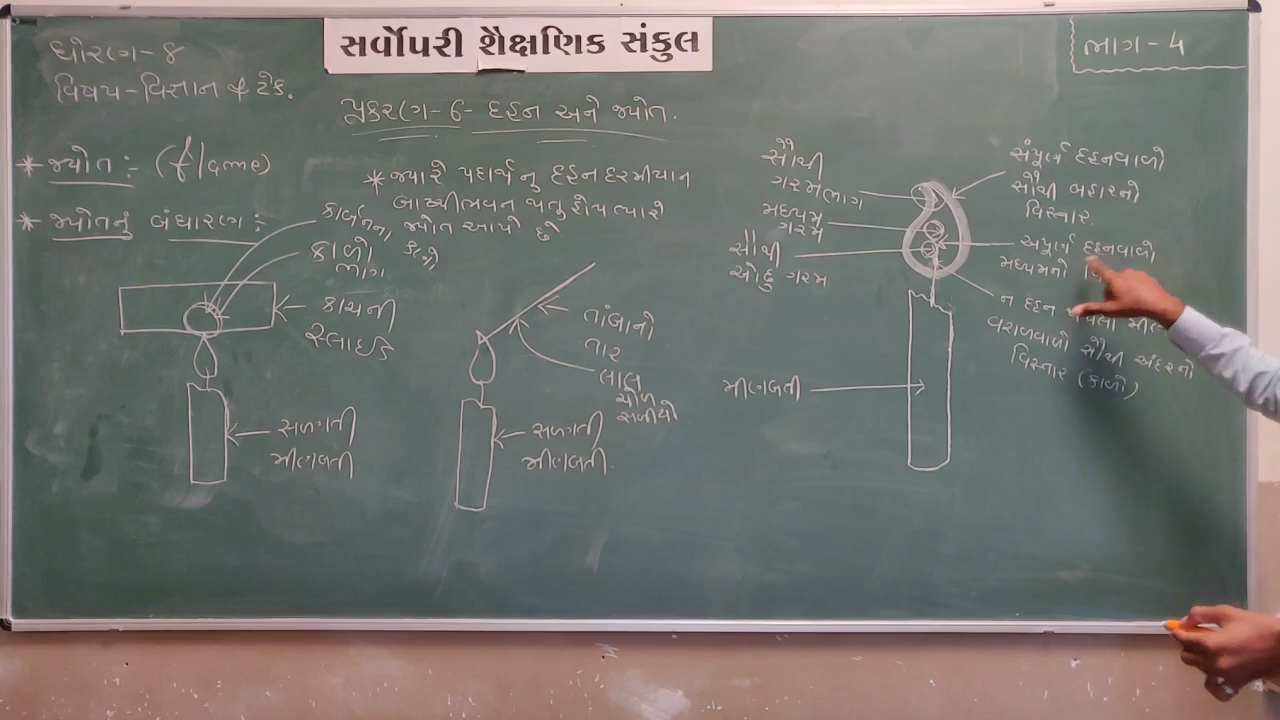 સર્વોપરી શૈક્ષણિક સંકુલ
ધોરણ-૪
વિષય-વિજ્ઞાન & ટેક.
ભાગ - 4
પ્રકરણ-6- દહન અને જ્યોત.
* જ્યોત :- (flame)
* જ્યારે પદાર્થનુ દહન દરમીયાન
બાષ્પીભવન થતુ હોય ત્યારે
જ્યોત આપો છે
* જ્યોતનું બંધારણ :-
કાર્બનના
કાળો
ભાગ
કાચની
સ્લાઈડ
સળગતી
મીણબતી
તાંબાનો
તાર
લાલ
ચોળ
સળીયો
સળગતી
મીણબતી.
સૌથી
ગરમ ભાગ
મધ્યમ
ગરમ
સૌથી
ઓછુ ગરમ
મીણબતી
સંપૂર્ણ દહનવાળો
સૌથી બહારનો
વિસ્તાર
અપૂર્ણ દહનવાળો
મધ્યમનો
ન દહન
વરાળવાળો સૌથી અંદરનો
વિસ્તાર (કાળો)